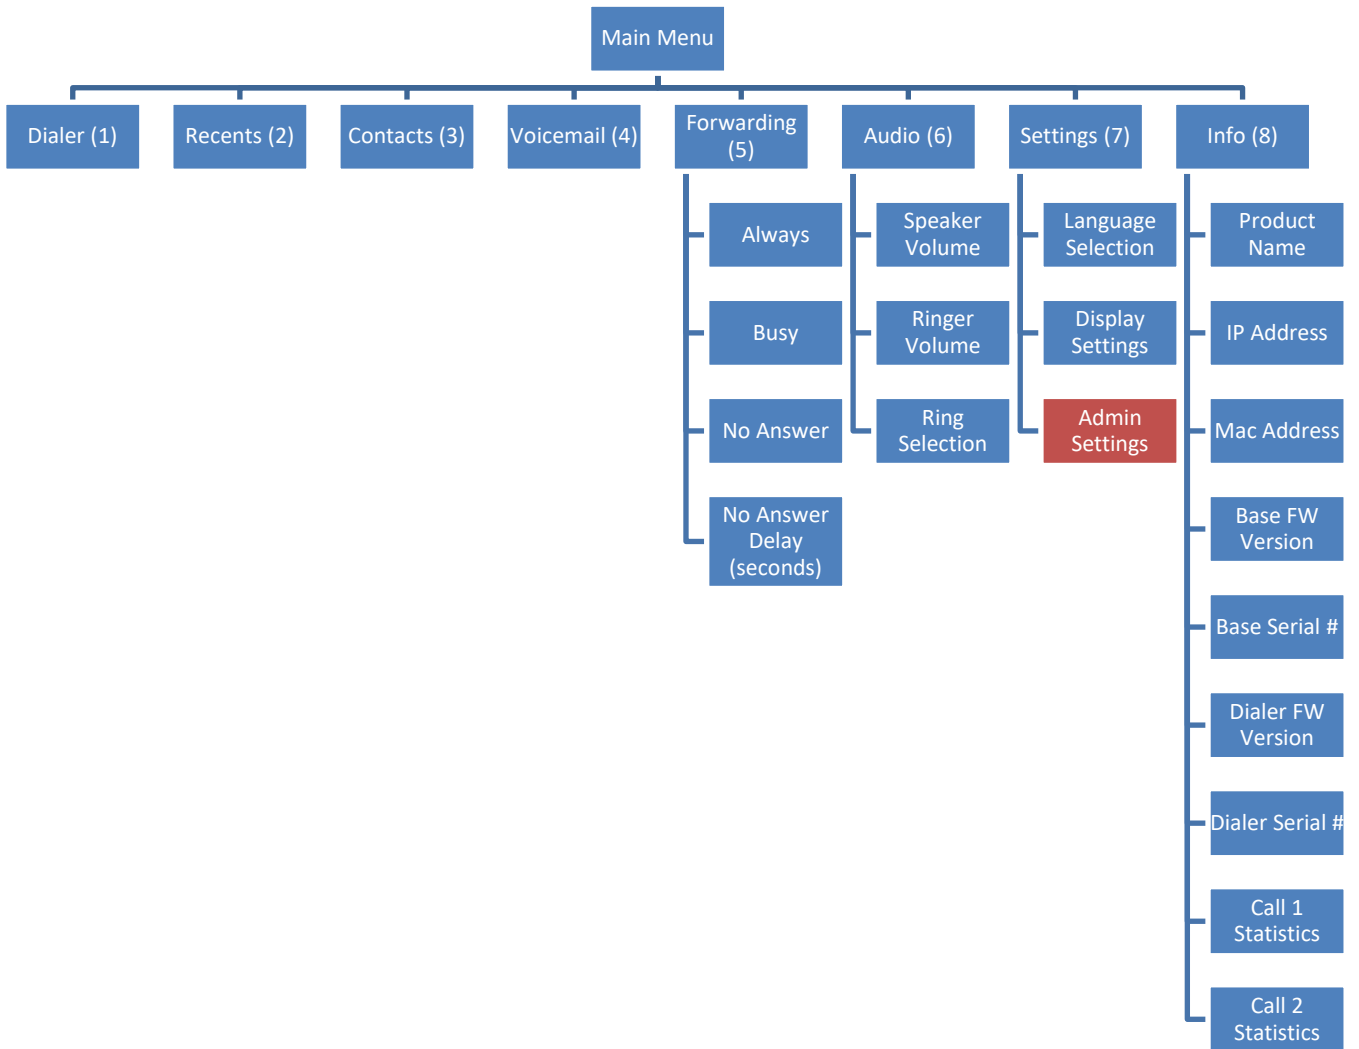 Main Menu
Dialer (1)
Recents (2)
Contacts (3)
Voicemail (4)
Forwarding
(5)
Audio (6)
Settings (7)
Info (8)
Always
Busy
No Answer
No Answer
Delay
(seconds)
Speaker
Volume
Ringer
Volume
Ring
Selection
Language
Selection
Display
Settings
Admin
Settings
Product
Name
IP Address
Mac Address
Base FW
Version
Base Serial #
Dialer FW
Version
Dialer Serial #
Call 1
Statistics
Call 2
Statistics